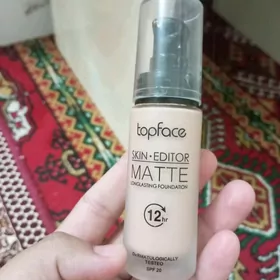 topface
SKIN•EDITOR
MATTE
LONGLASTING FOUNDATION
12hr
DERMATOLOGICALLY
TESTED
SPF 20